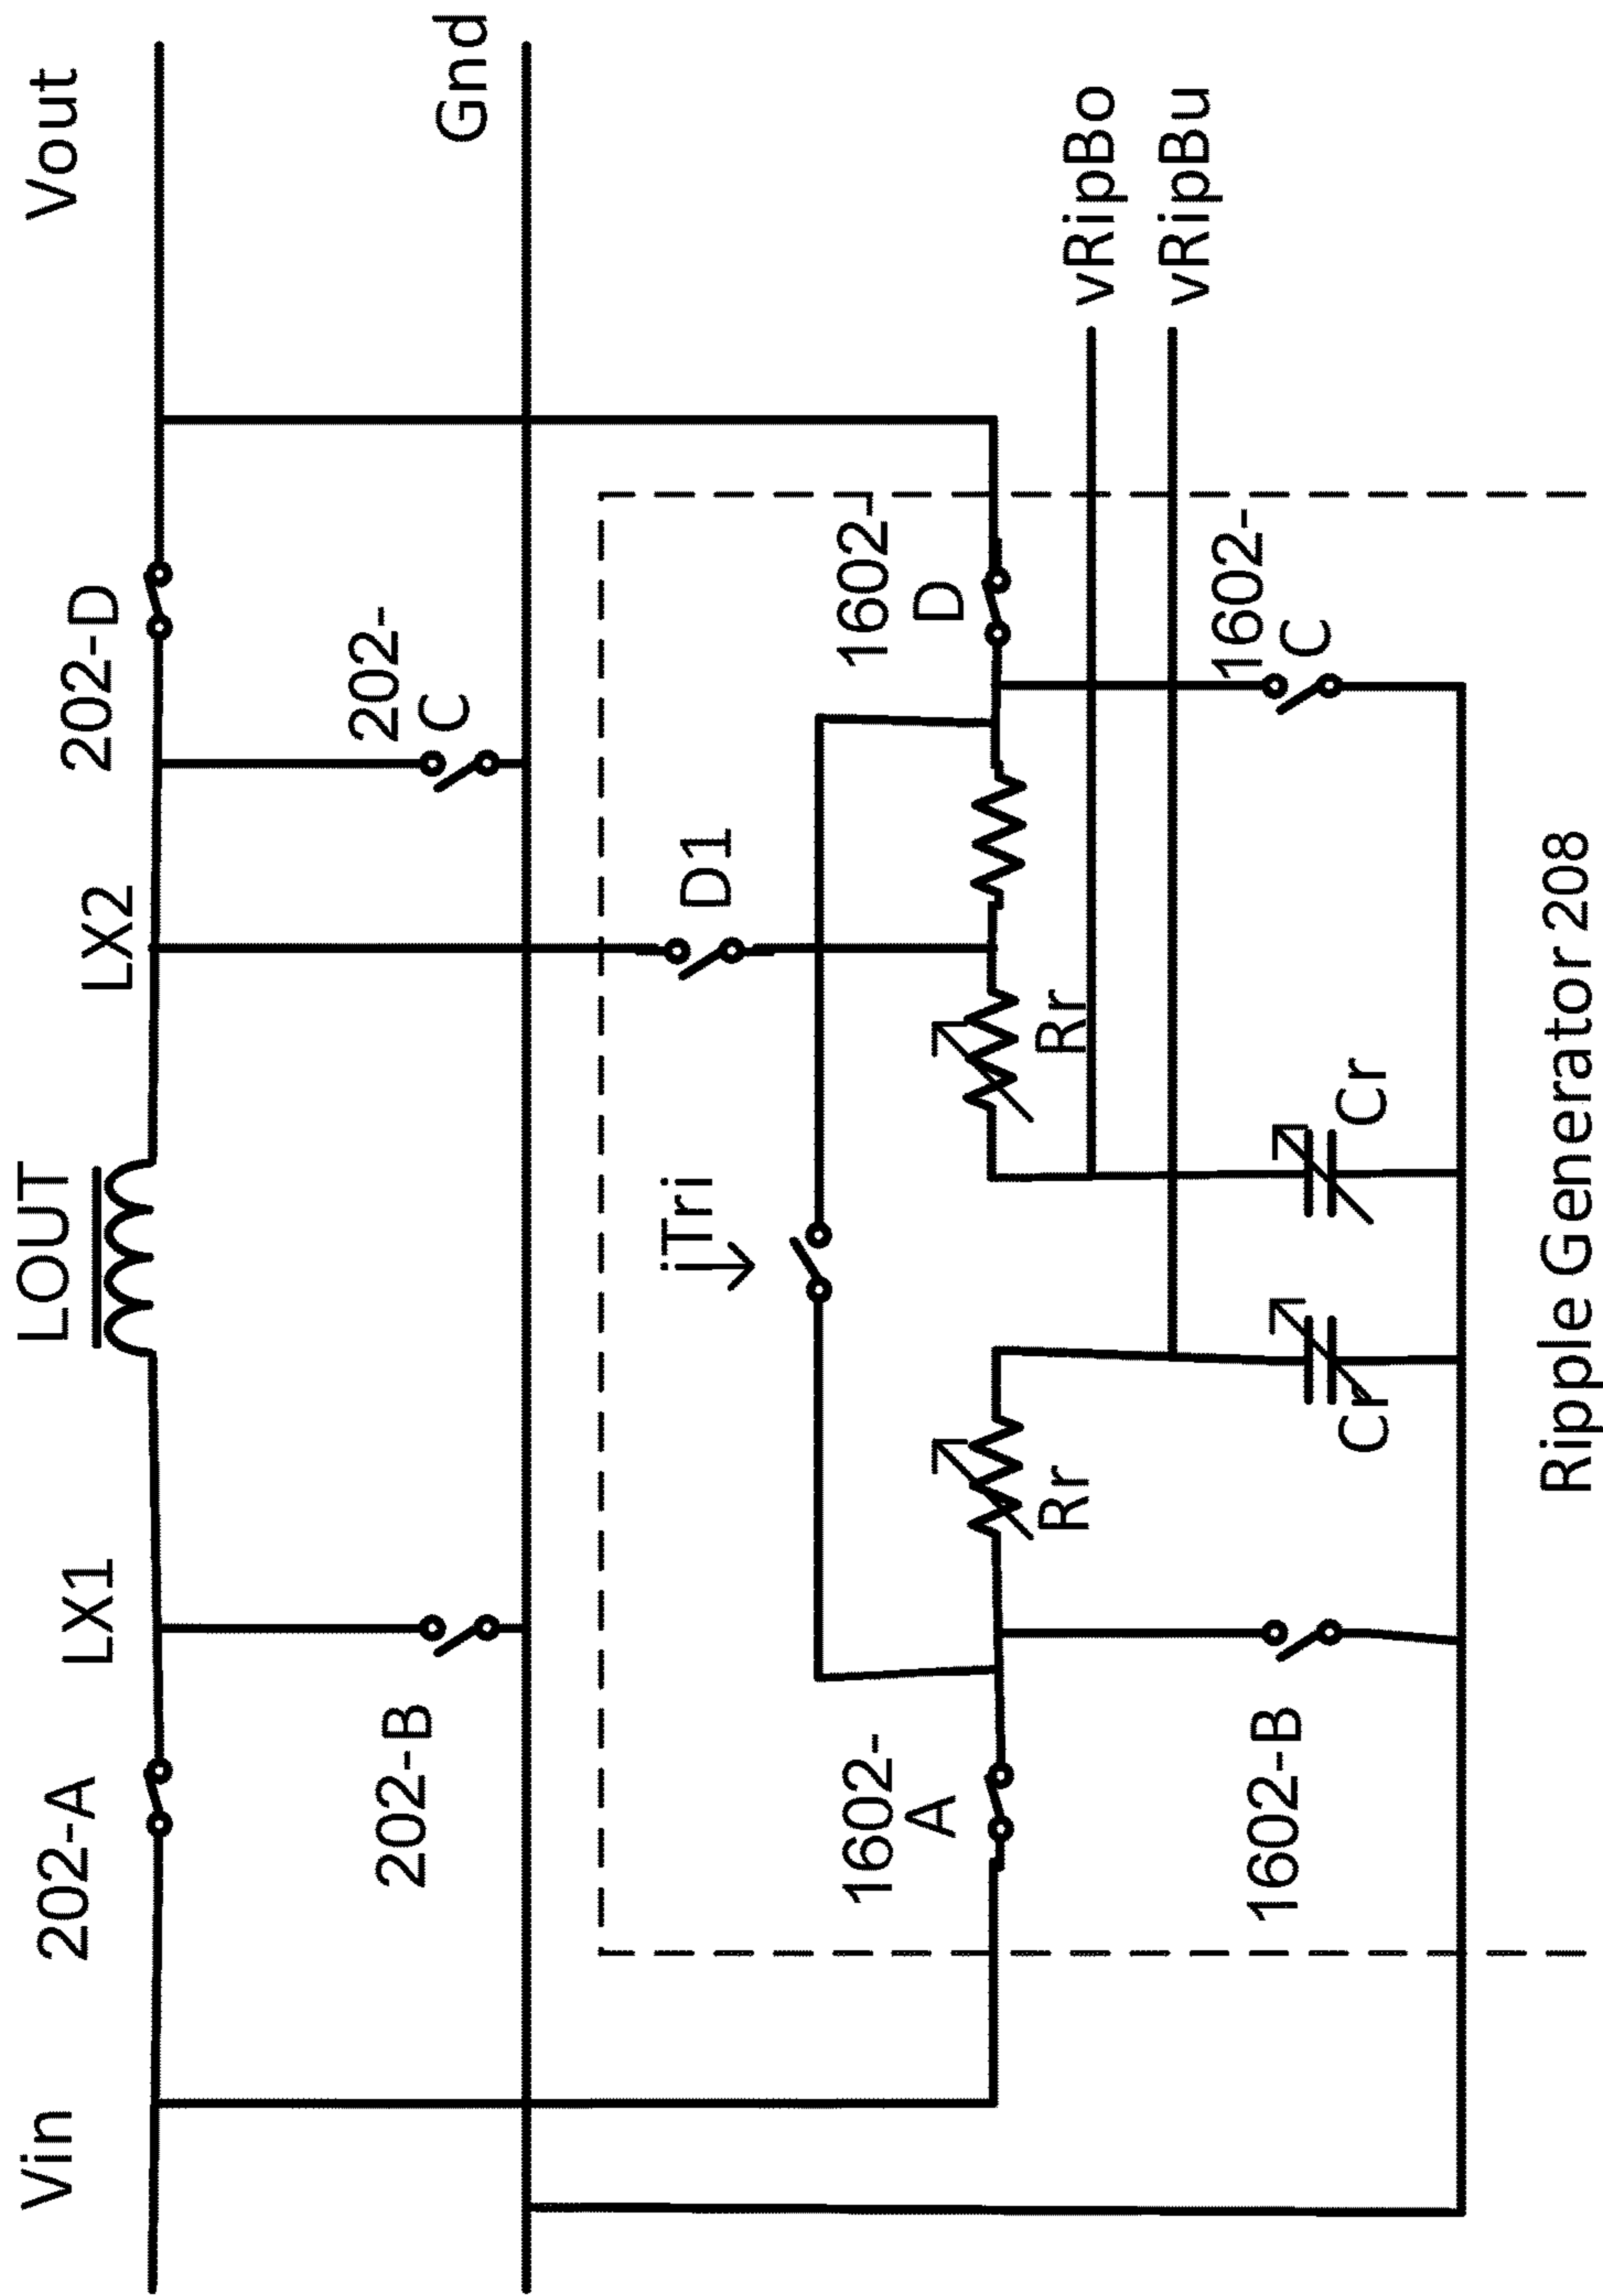 Vin
202-A
LX1
LOUT
LX2
202-D
Vout
202-B
202-
C
Gnd
iTri
D1
1602-
A
Rr
Rr
1602-
D
vRipBo
vRipBu
1602-B
Cr
Cr
1602-
C
Ripple Generator 208